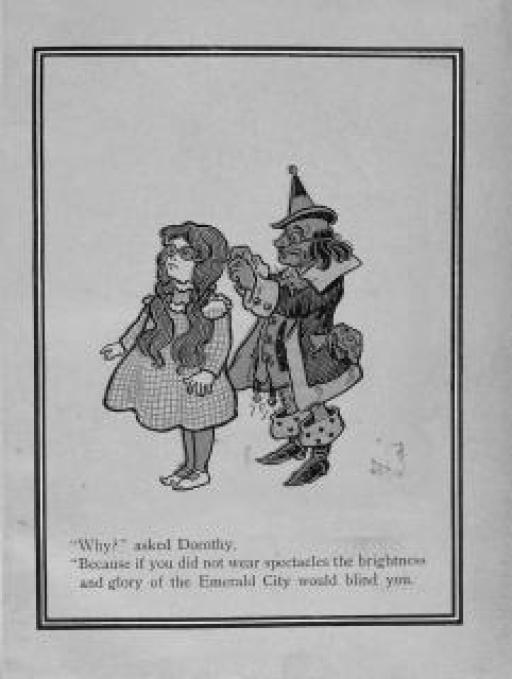 "Why?" asked Dorothy.
"Because if you did not wear spectacles the brightness
and glory of the Emerald City would blind you.